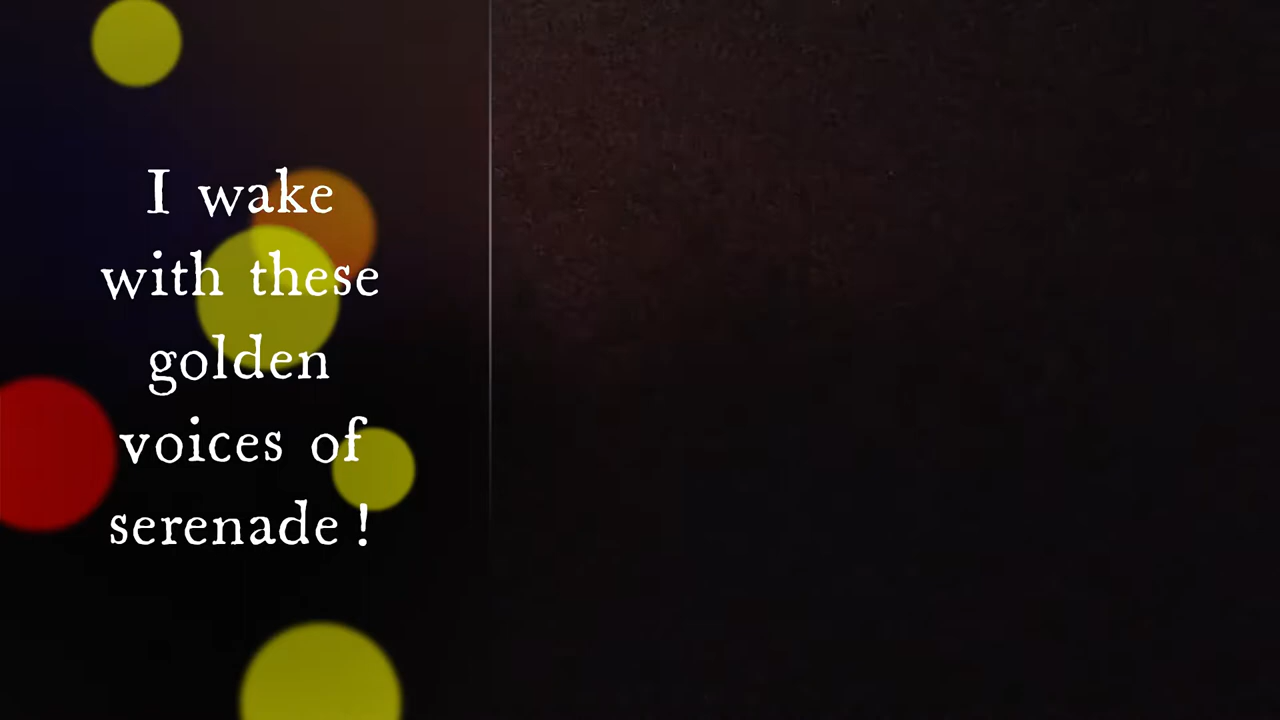 I wake
with these
golden
voices of
serenade !